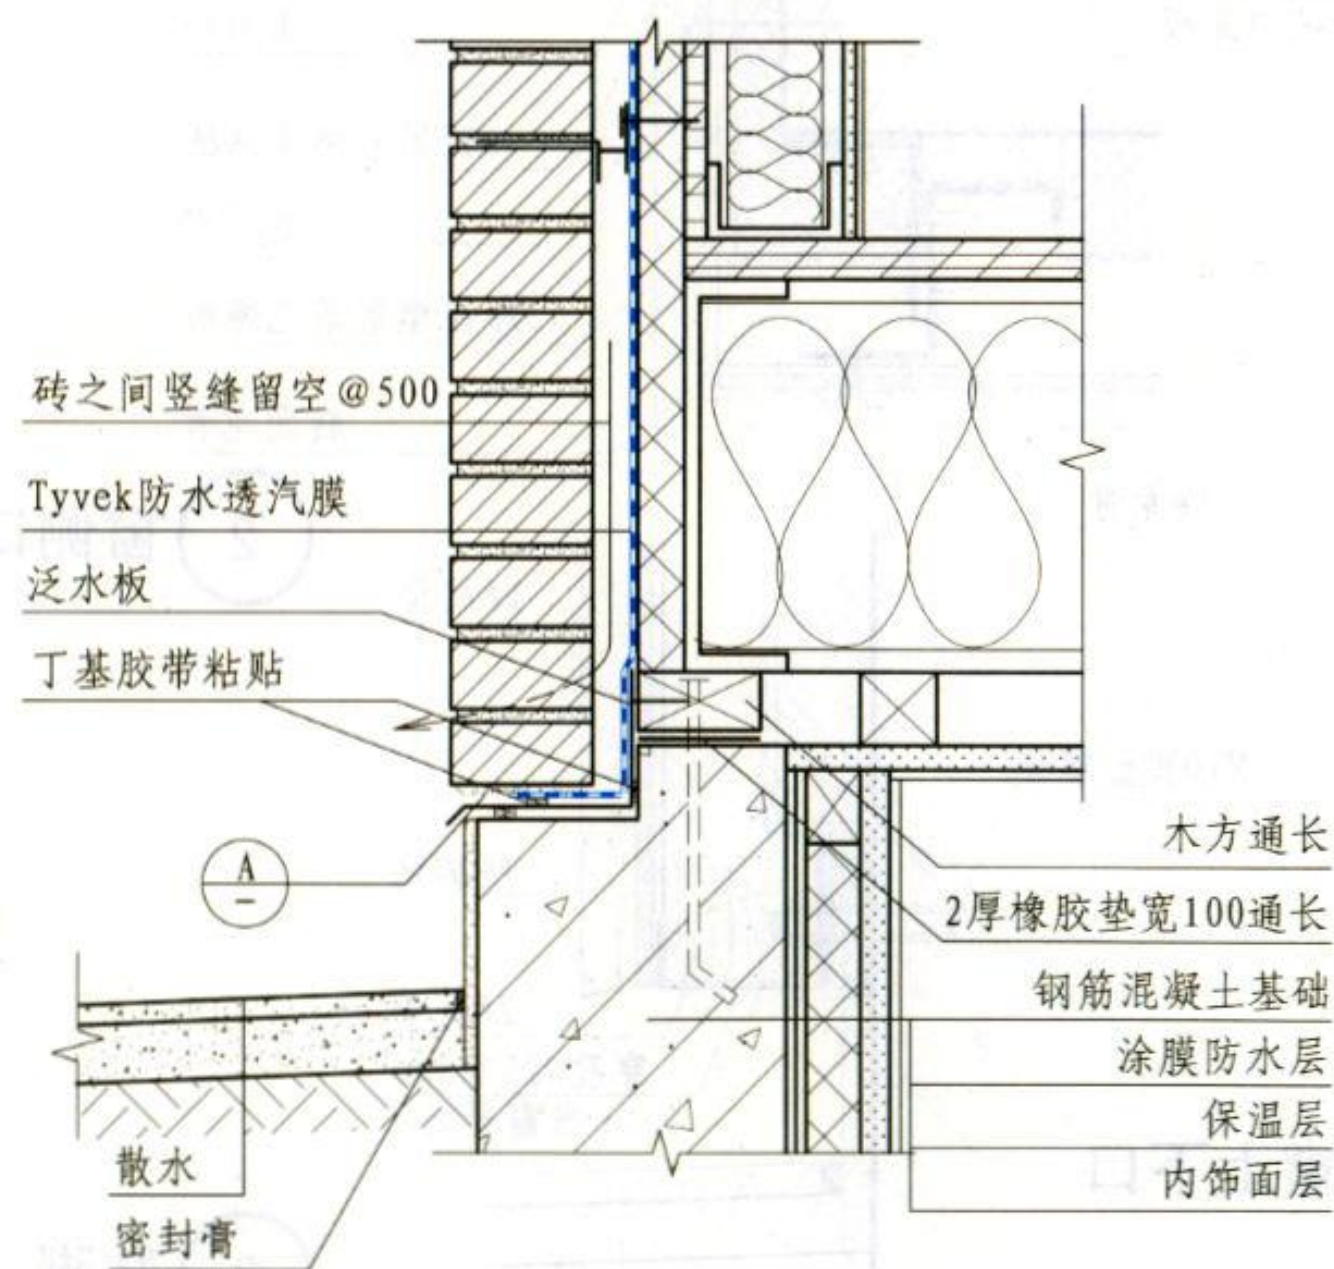 砖之间竖缝留空@500
Tyvek防水透汽膜
泛水板
丁基胶带粘贴
A
-
木方通长
2厚橡胶垫宽100通长
钢筋混凝土基础
涂膜防水层
保温层
内饰面层
散水
密封膏